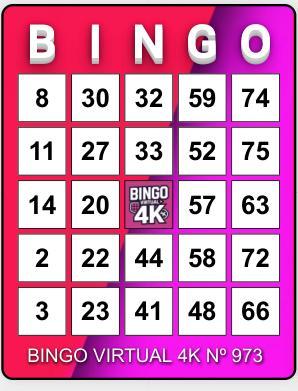 B I N G O
8 30 32 59 74
11 27 33 52 75
14 20 BINGO VIRTUAL 4K 57 63
2 22 44 58 72
3 23 41 48 66
BINGO VIRTUAL 4K Nº 973